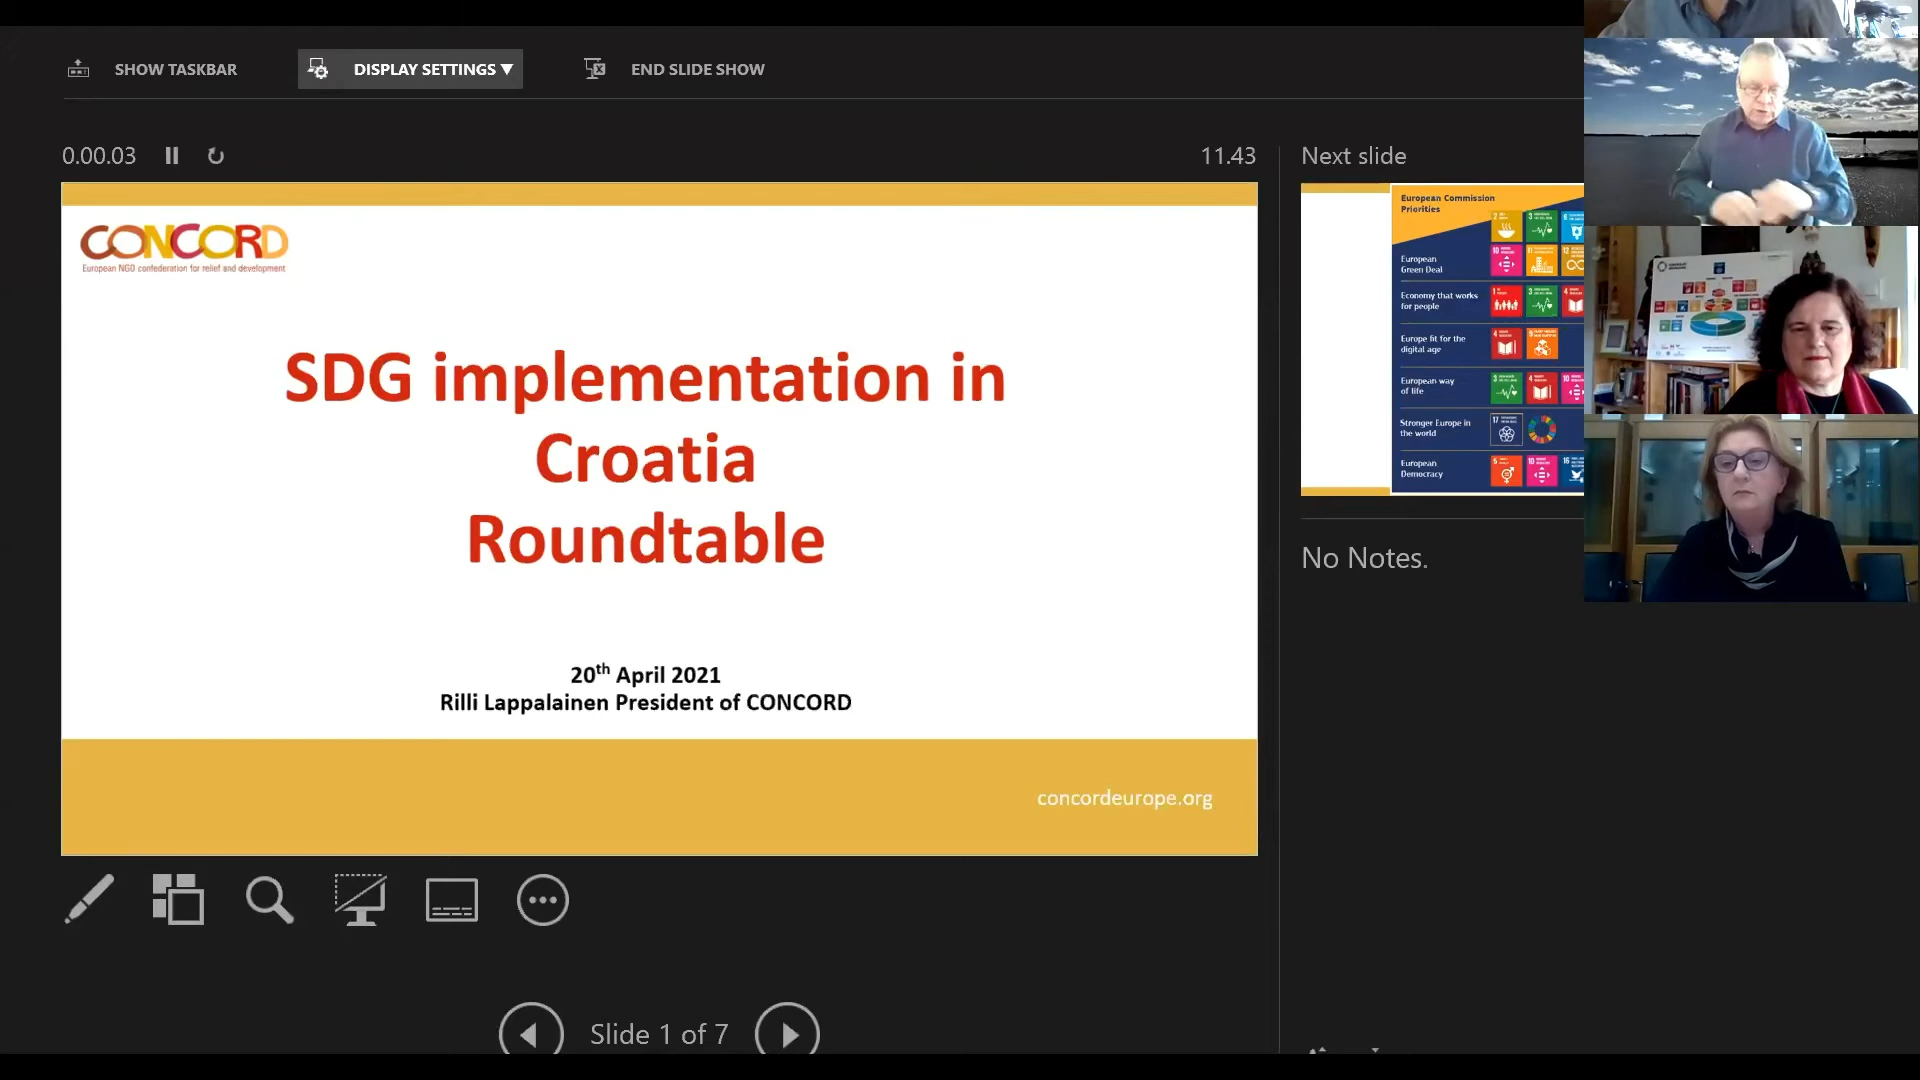 SHOW TASKBAR
DISPLAY SETTINGS ▼
END SLIDE SHOW
0.00.03
11.43
CONCORD
European NGO confederation for relief and development
SDG implementation in
Croatia
Roundtable
20th April 2021
Rilli Lappalainen President of CONCORD
concordeurope.org
Slide 1 of 7
Next slide
European Commission
Priorities
European
Green Deal
Economy that works
for people
Europe fit for the
digital age
European way
of life
Stronger Europe in
the world
European
Democracy
No Notes.